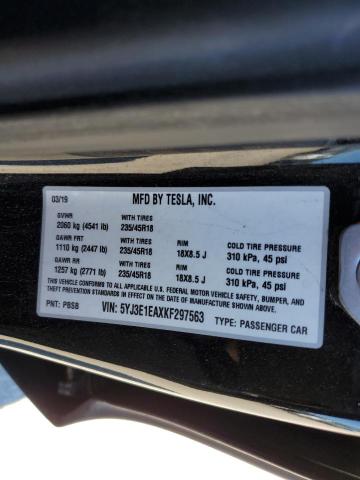 03/19 MFD BY TESLA, INC.
GVWR WITH TIRES
2060 kg (4541 lb) 235/45R18
GAWR FRT WITH TIRES RIM COLD TIRE PRESSURE
1110 kg (2447 lb) 235/45R18 18X8.5 J 310 kPa, 45 psi
GAWR RR WITH TIRES RIM COLD TIRE PRESSURE
1257 kg (2771 lb) 235/45R18 18X8.5 J 310 kPa, 45 psi
THIS VEHICLE CONFORMS TO ALL APPLICABLE U.S. FEDERAL MOTOR VEHICLE SAFETY, BUMPER, AND
THEFT PREVENTION STANDARDS IN EFFECT ON THE DATE OF MANUFACTURE SHOWN ABOVE.
PNT: PBSB VIN: 5YJ3E1EAXKF297563 TYPE: PASSENGER CAR